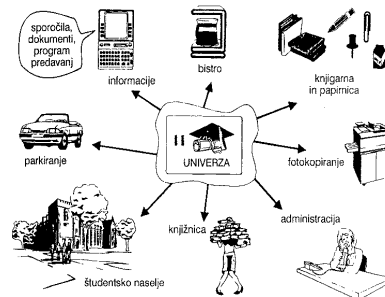 sporočila,
dokumenti,
program
predavanj
informacije
bistro
knjigarna
in papirnica
parkiranje
UNIVERZA
fotokopiranje
knjižnica
administracija
študentsko naselje